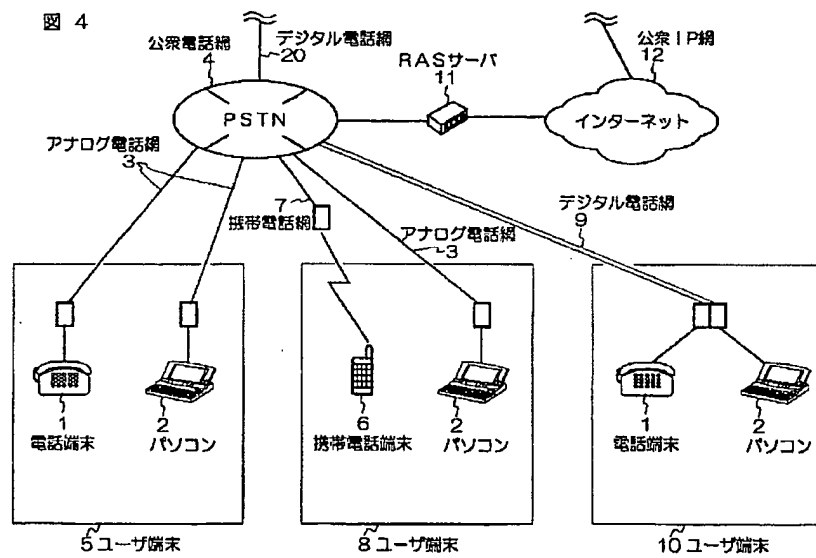 図 4
公衆電話網
4
デジタル電話網
20
RASサーバ
11
公衆IP網
12
PSTN
インターネット
アナログ電話網
3
7
携帯電話網
アナログ電話網
3
デジタル電話網
9
1
電話端末
2
パソコン
6
携帯電話端末
2
パソコン
1
電話端末
2
パソコン
5 ユーザ端末
8 ユーザ端末
10 ユーザ端末